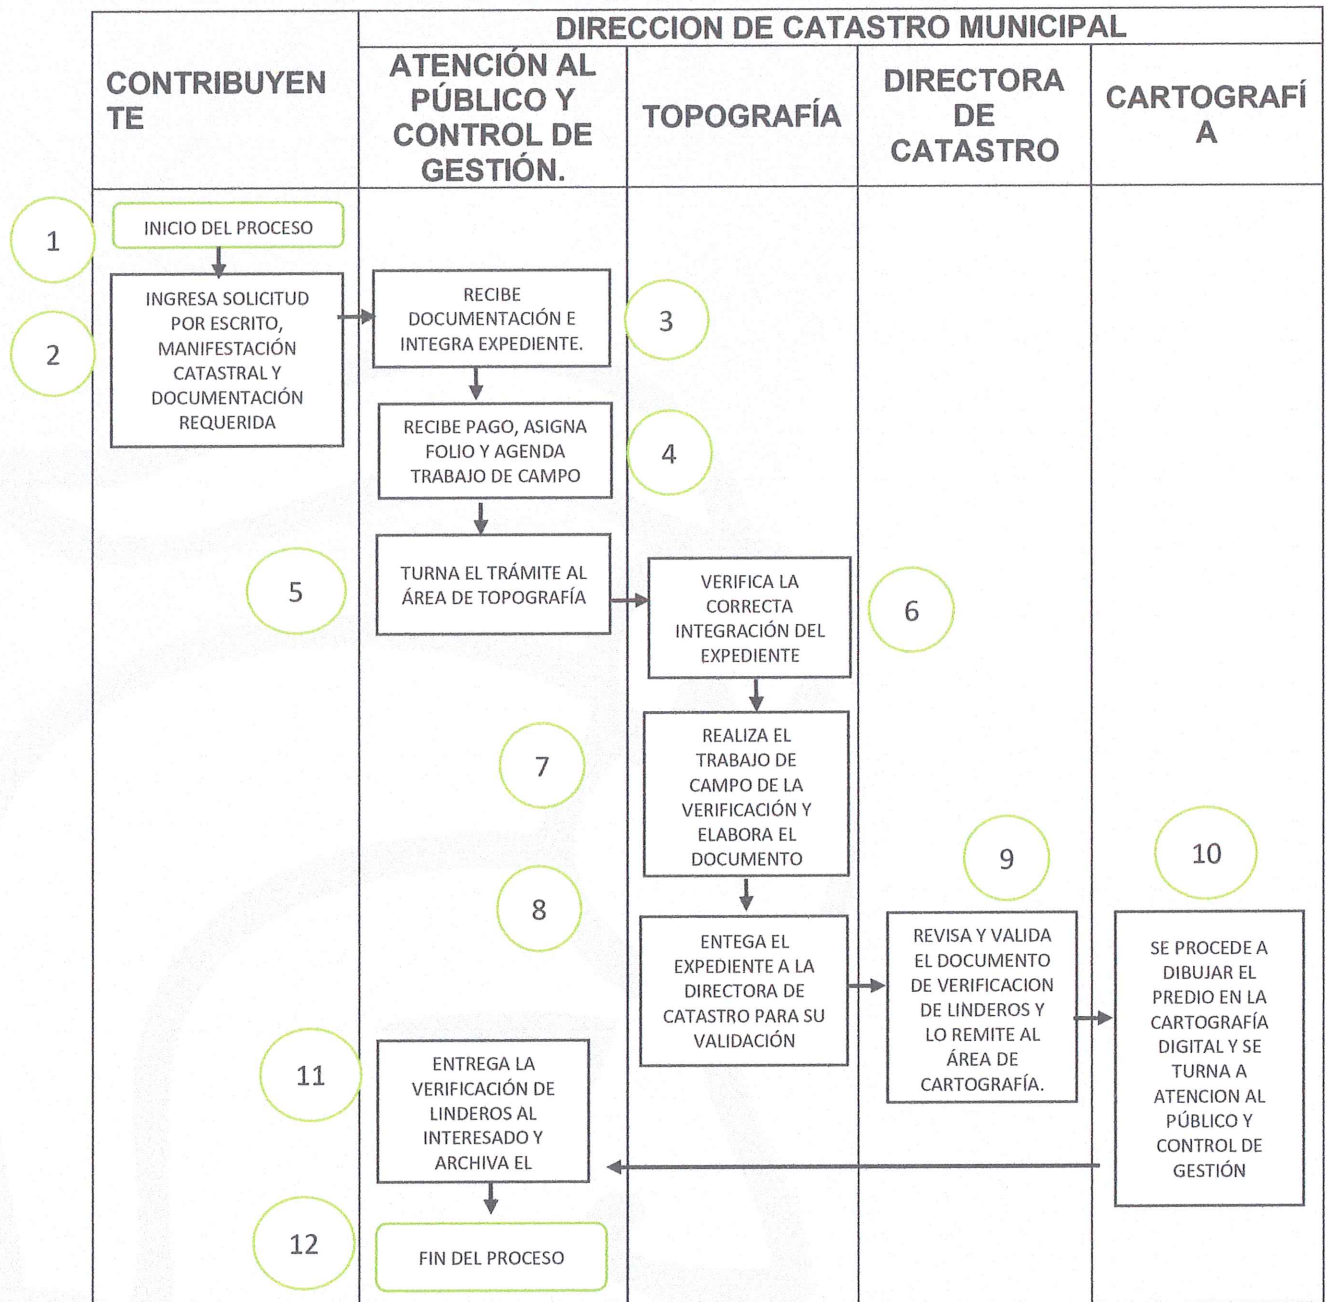 DIRECCION DE CATASTRO MUNICIPAL
CONTRIBUYEN
TE
ATENCIÓN AL
PÚBLICO Y
CONTROL DE
GESTIÓN.
TOPOGRAFÍA
DIRECTORA
DE
CATASTRO
CARTOGRAFÍ
A
1
INICIO DEL PROCESO
2
INGRESA SOLICITUD
POR ESCRITO,
MANIFESTACIÓN
CATASTRAL Y
DOCUMENTACIÓN
REQUERIDA
RECIBE
DOCUMENTACIÓN E
INTEGRA EXPEDIENTE.
3
RECIBE PAGO, ASIGNA
FOLIO Y AGENDA
TRABAJO DE CAMPO
4
5
TURNA EL TRÁMITE AL
ÁREA DE TOPOGRAFÍA
VERIFICA LA
CORRECTA
INTEGRACIÓN DEL
EXPEDIENTE
6
7
REALIZA EL
TRABAJO DE
CAMPO DE LA
VERIFICACIÓN Y
ELABORA EL
DOCUMENTO
8
ENTEGA EL
EXPEDIENTE A LA
DIRECTORA DE
CATASTRO PARA SU
VALIDACIÓN
9
REVISA Y VALIDA
EL DOCUMENTO
DE VERIFICACION
DE LINDEROS Y
LO REMITE AL
ÁREA DE
CARTOGRAFÍA.
10
SE PROCEDE A
DIBUJAR EL
PREDIO EN LA
CARTOGRAFÍA
DIGITAL Y SE
TURNA A
ATENCION AL
PÚBLICO Y
CONTROL DE
GESTIÓN
11
ENTREGA LA
VERIFICACIÓN DE
LINDEROS AL
INTERESADO Y
ARCHIVA EL
12
FIN DEL PROCESO